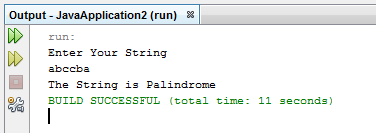 Output - JavaApplication2 (run)
run:
Enter Your String
abccba
The String is Palindrome
BUILD SUCCESSFUL (total time: 11 seconds)